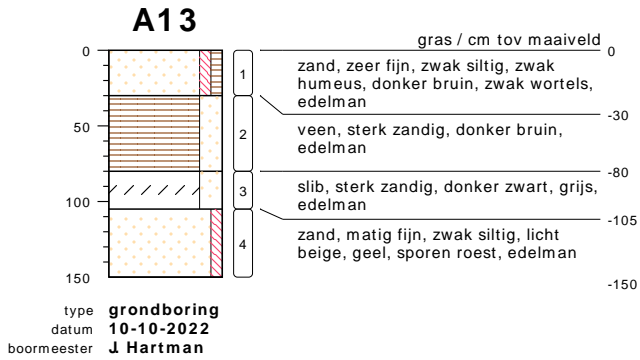 A13
gras / cm tov maaiveld
0
0
1
zand, zeer fijn, zwak siltig, zwak
humeus, donker bruin, zwak wortels,
edelman
-30
50
2
veen, sterk zandig, donker bruin,
edelman
-80
3
slib, sterk zandig, donker zwart, grijs,
edelman
100
-105
4
zand, matig fijn, zwak siltig, licht
beige, geel, sporen roest, edelman
150
-150
type grondboring
datum 10-10-2022
boormeester J. Hartman